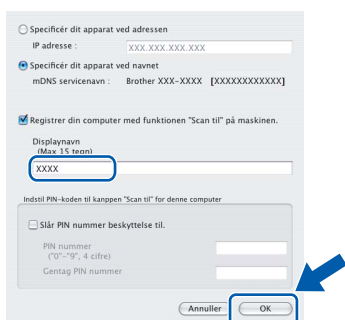 Specificér dit apparat ved adressen
IP adresse : XXX.XXX.XXX.XXX
Specificér dit apparat ved navnet
mDNS servicenavn : Brother XXX-XXXX [XXXXXXXXXXXX]
Registrer din computer med funktionen "Scan til" på maskinen.
Displaynavn
(Max 15 tegn)
XXXX
Indstil PIN-koden til kanppen "Scan til" for denne computer
Slår PIN nummer beskyttelse til.
PIN nummer
("0"-"9", 4 cifre)
Gentag PIN nummer
Annuller OK